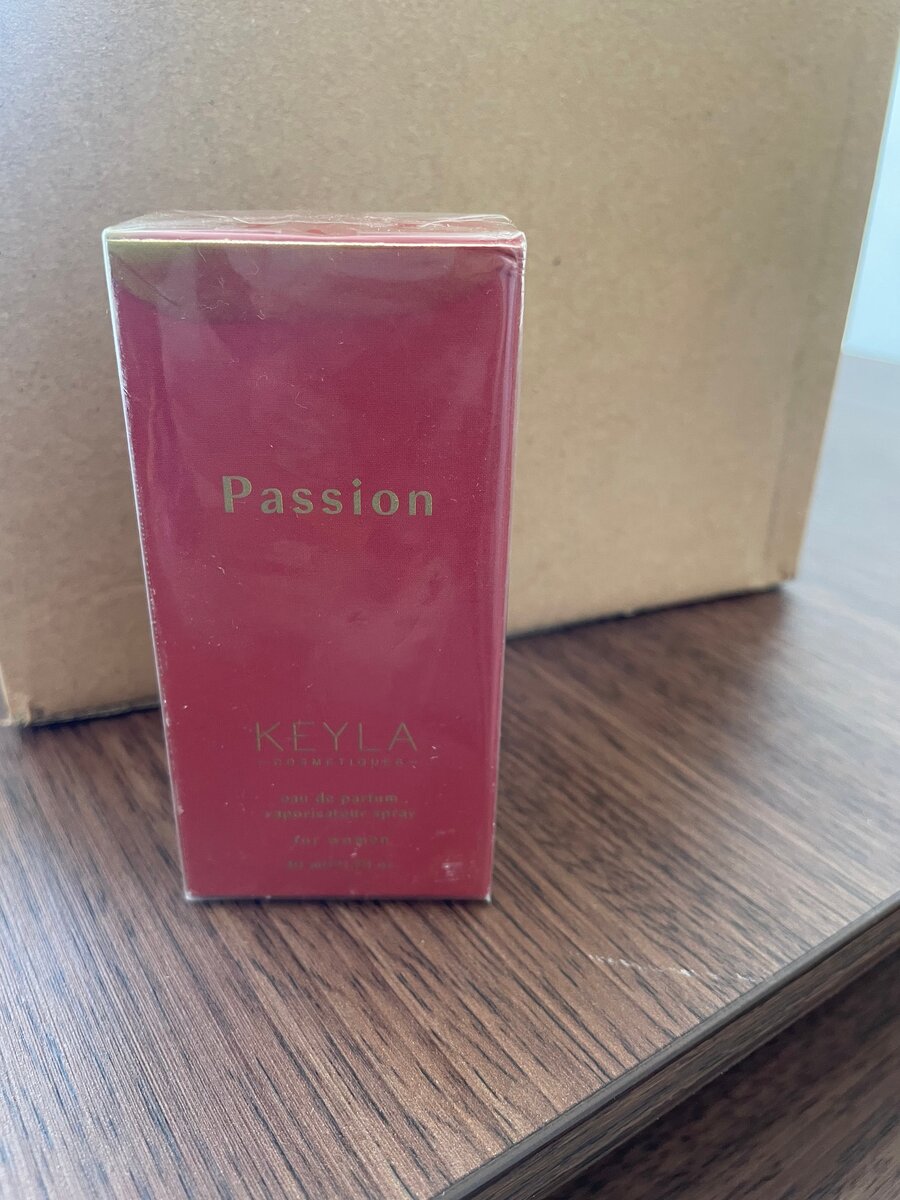 Passion
KEYLA
COSMETIQUES
eau de parfum
vaporisateur spray
for women